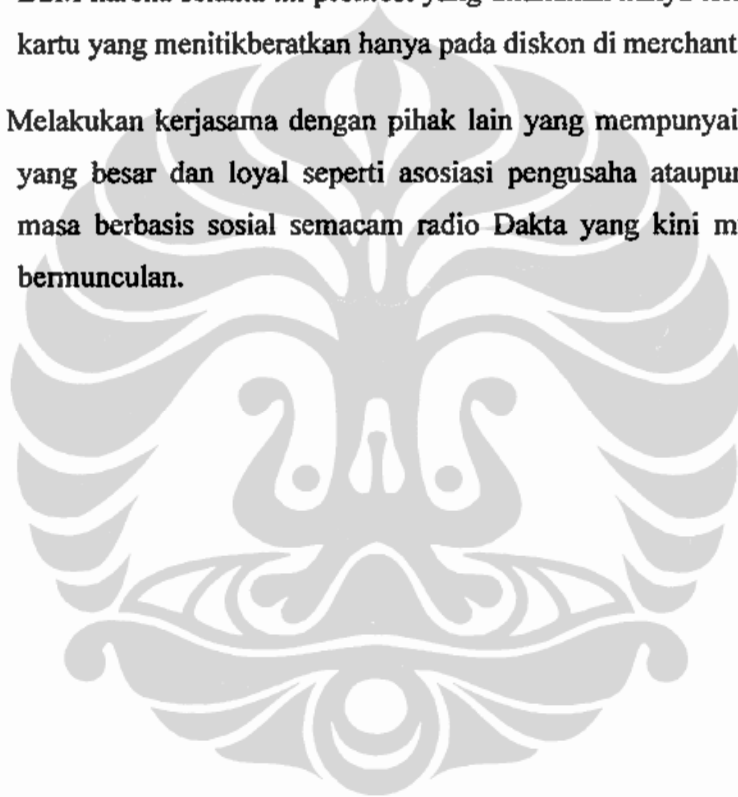 kartu yang menitikberatkan hanya pada diskon di merchant
Melakukan kerjasama dengan pihak lain yang mempunyai
yang besar dan loyal seperti asosiasi pengusaha ataupun
masa berbasis sosial semacam radio Dakta yang kini
bermunculan.